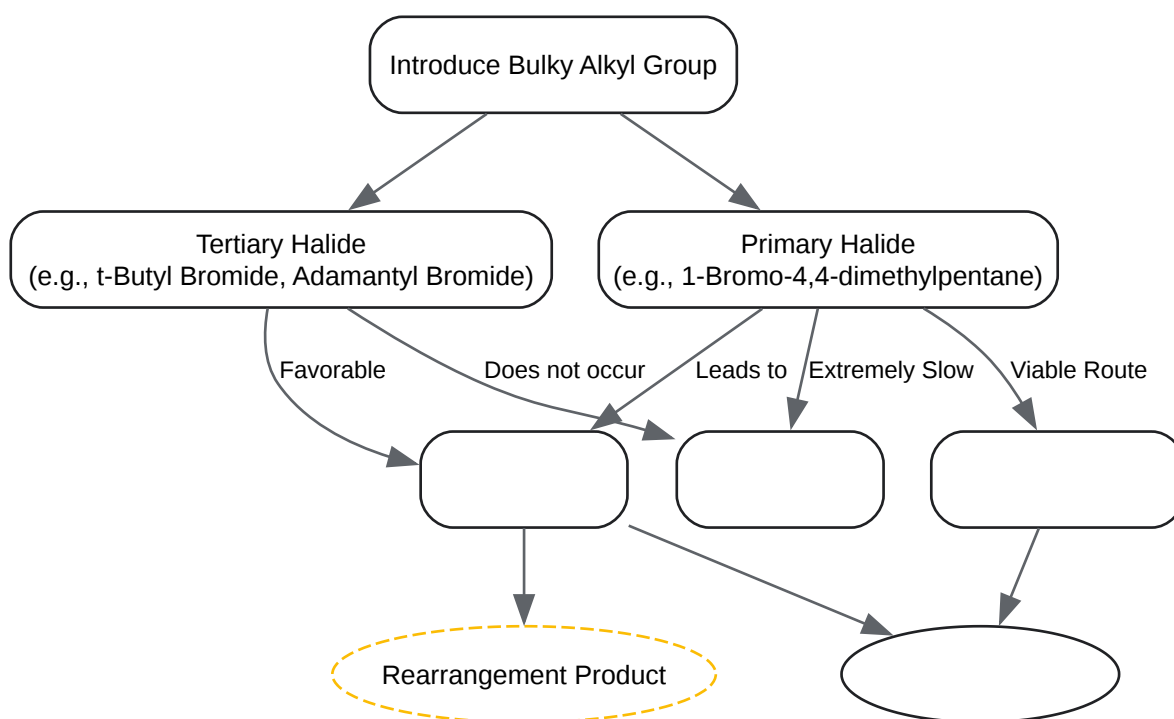 Introduce Bulky Alkyl Group
Tertiary Halide
(e.g., t-Butyl Bromide, Adamantyl Bromide)
Primary Halide
(e.g., 1-Bromo-4,4-dimethylpentane)
Favorable
Does not occur
Leads to
Extremely Slow
Viable Route
Rearrangement Product